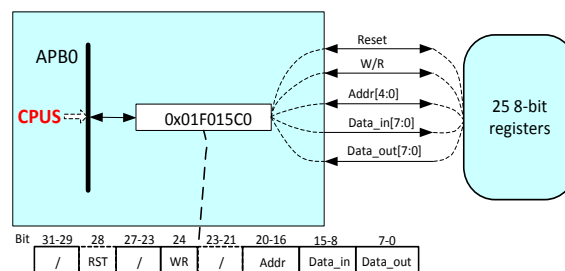 Reset
APB0
W/R
CPUS
0x01F015C0
Addr[4:0]
25 8-bit
registers
Data_in[7:0]
Data_out[7:0]
Bit 31-29 28 27-23 24 23-21 20-16 15-8 7-0
/ RST / WR / Addr Data_in Data_out